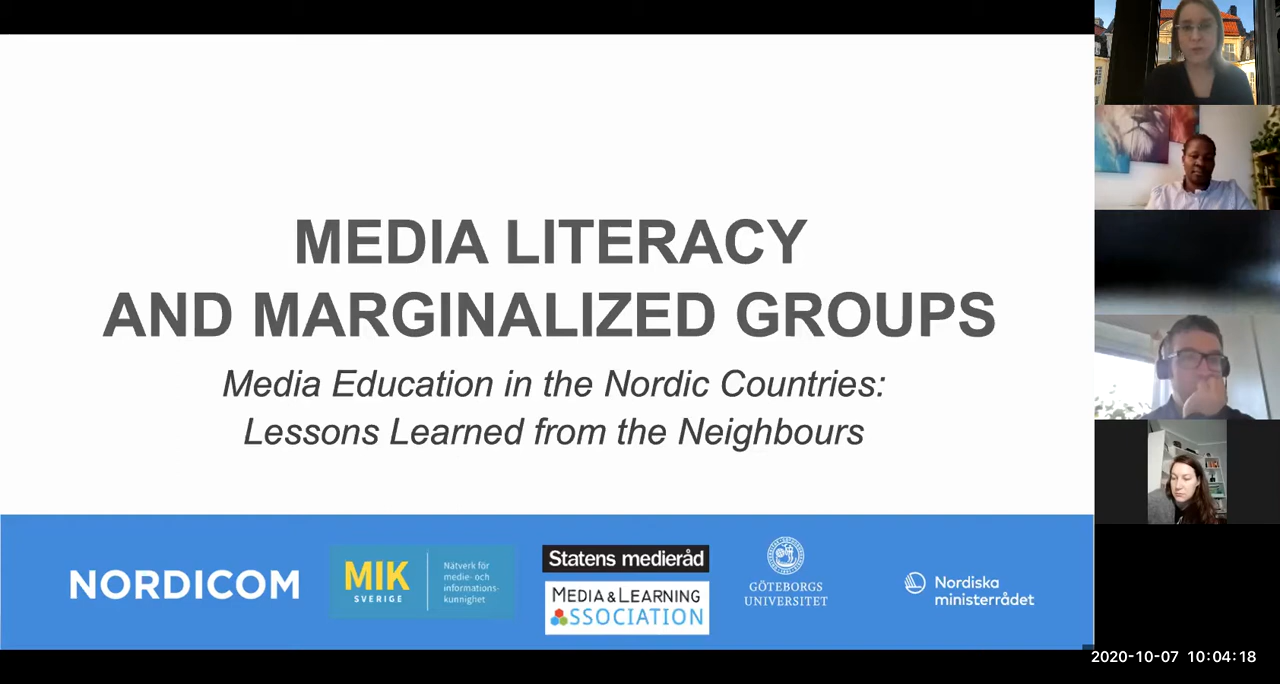 MEDIA LITERACY
AND MARGINALIZED GROUPS
Media Education in the Nordic Countries:
Lessons Learned from the Neighbours
NORDICOM
MIK
SVERIGE
Nätverk för
medie- och
informations-
kunnighet
Statens medieråd
MEDIA & LEARNING
ASSOCIATION
GÖTEBORGS
UNIVERSITET
Nordiska
ministerrådet
2020-10-07 10:04:18